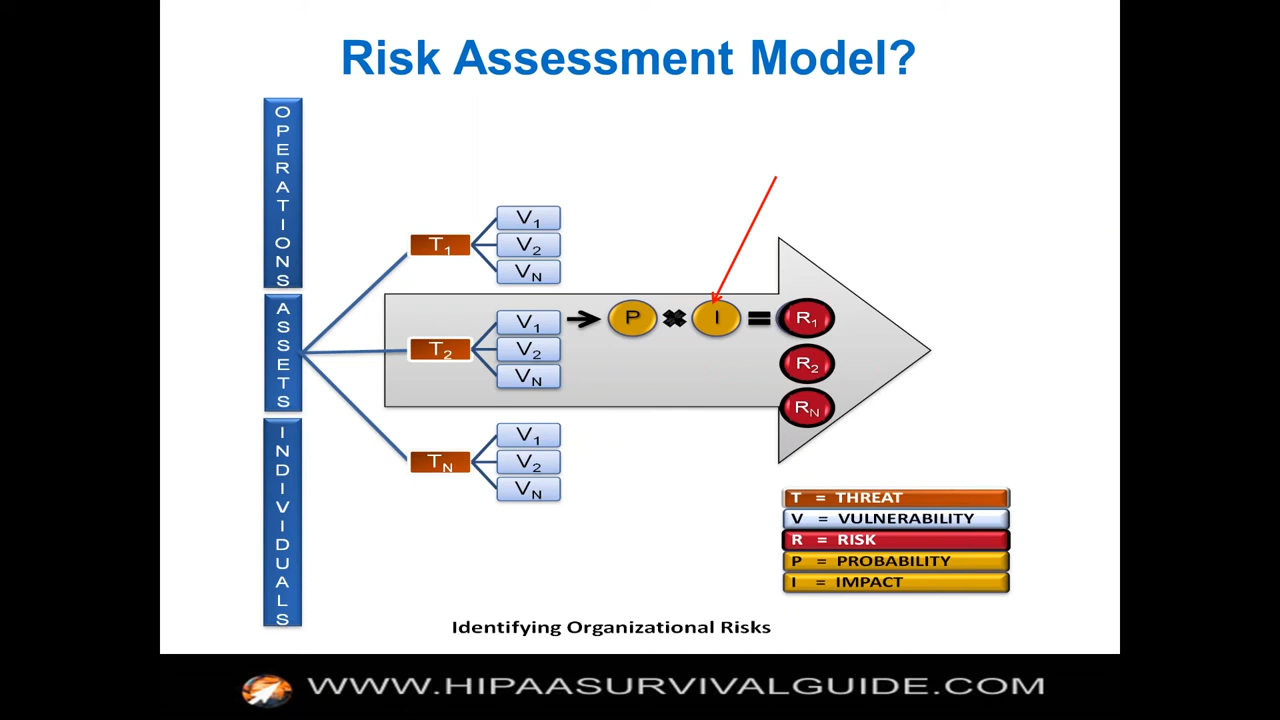 Risk Assessment Model?
OPERATIONS
ASSETS
INDIVIDUALS
T1
V1
V2
VN
T2
V1
V2
VN
TN
V1
V2
VN
P ✖ I = R1
R2
RN
T = THREAT
V = VULNERABILITY
R = RISK
P = PROBABILITY
I = IMPACT
Identifying Organizational Risks
WWW.HIPAASURVIVALGUIDE.COM